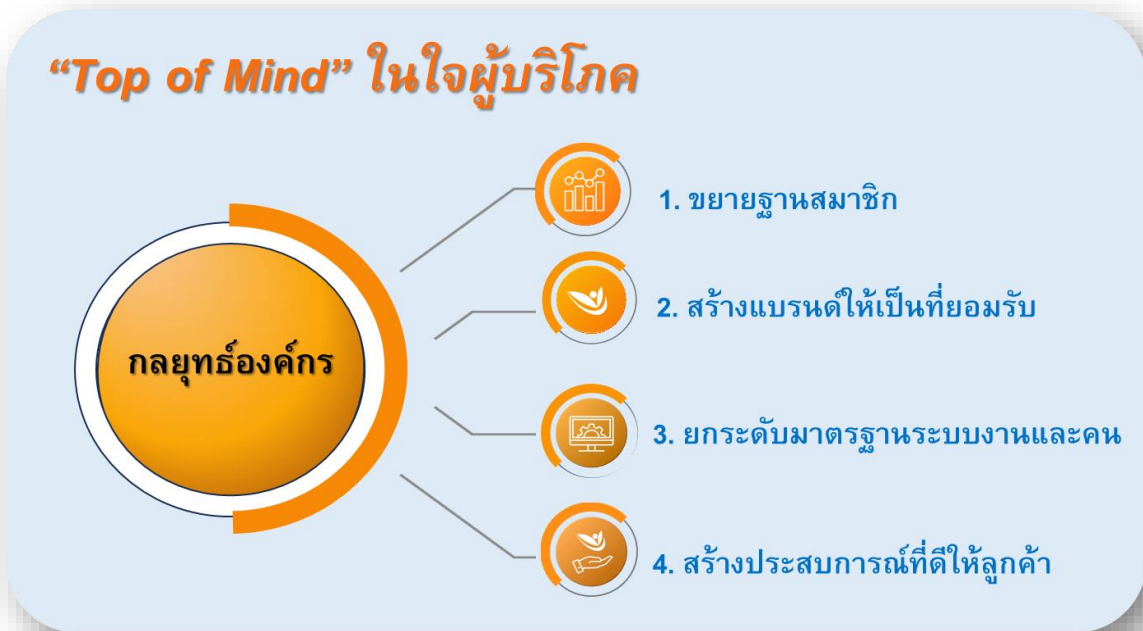 “Top of Mind” ในใจผู้บริโภค
กลยุทธ์องค์กร
1. ขยายฐานสมาชิก
2. สร้างแบรนด์ให้เป็นที่ยอมรับ
3. ยกระดับมาตรฐานระบบงานและคน
4. สร้างประสบการณ์ที่ดีให้ลูกค้า